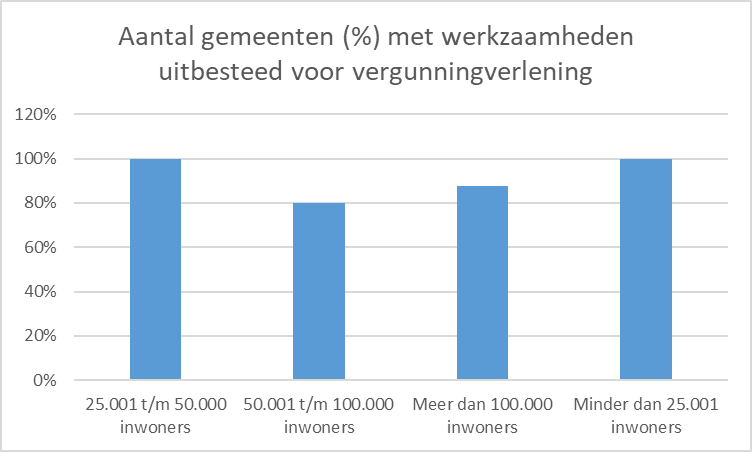 Aantal gemeenten (%) met werkzaamheden
uitbesteed voor vergunningverlening
120%
100%
80%
60%
40%
20%
0%
25.001 t/m 50.000
inwoners
50.001 t/m 100.000
inwoners
Meer dan 100.000
inwoners
Minder dan 25.001
inwoners